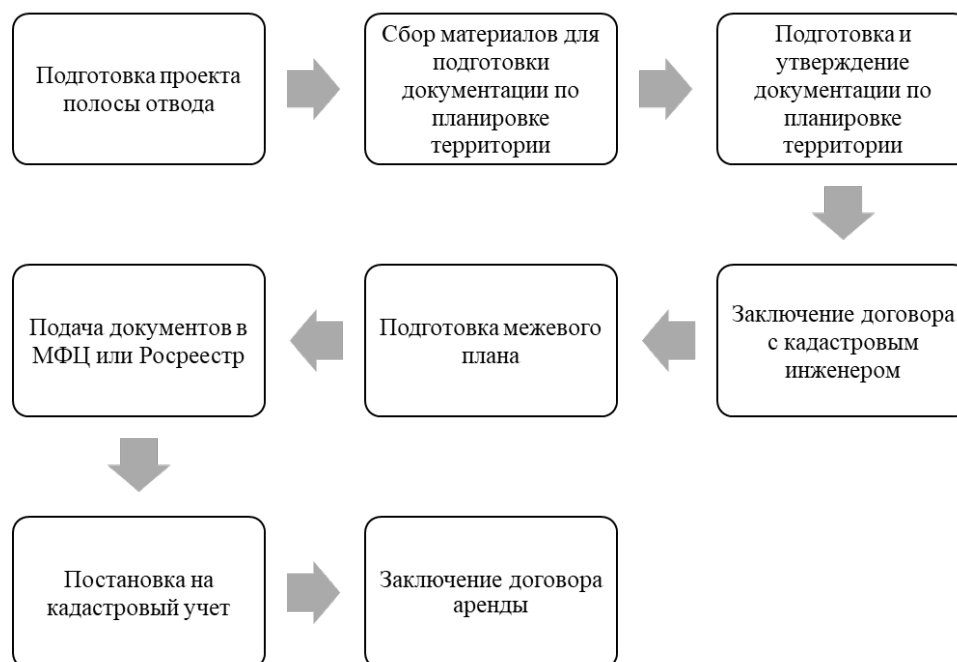 Подготовка проекта
полосы отвода
Сбор материалов для
подготовки
документации по
планировке
территории
Подготовка и
утверждение
документации по
планировке
территории
Заключение договора
с кадастровым
инженером
Подготовка межевого
плана
Подача документов в
МФЦ или Росреестр
Постановка на
кадастровый учет
Заключение договора
аренды